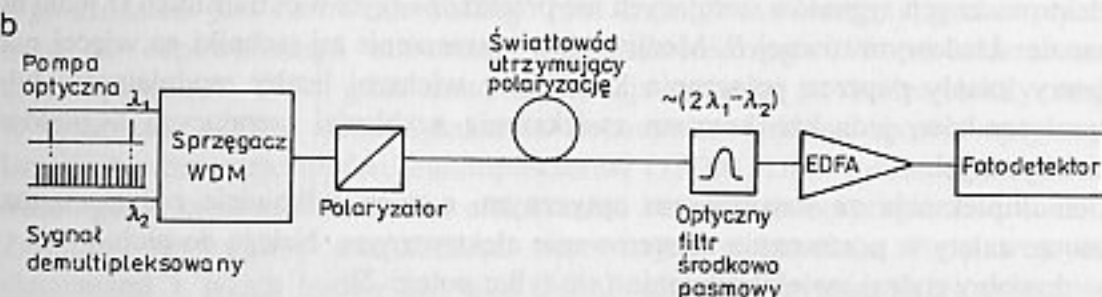 b
Pompa
optyczna
λ1
Sprzęgacz
WDM
λ2
Sygnał
demultipleksowany
Polaryzator
Światłowód
utrzymujący
polaryzację
~(2λ1-λ2)
Optyczny
filtr
środkowo
pasmowy
EDFA
Fotodetektor